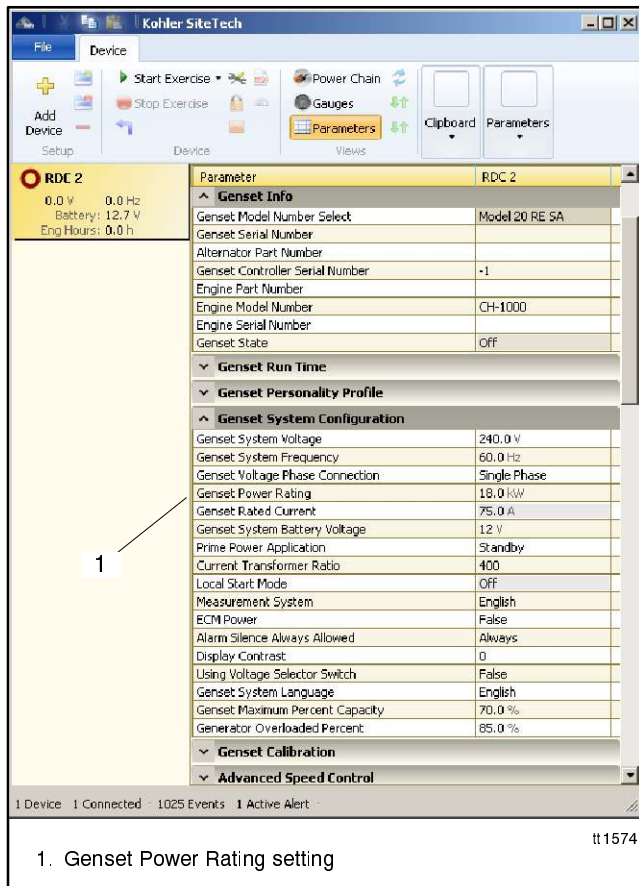 Kohler SiteTech
File Device
Add Device
Setup
Start Exercise
Stop Exercise
Device
Power Chain
Gauges
Parameters
Views
Clipboard
Parameters
RDC 2
0.0 V 0.0 Hz
Battery: 12.7 V
Eng Hours: 0.0 h
Parameter RDC 2
Genset Info
Genset Model Number Select Model 20 RE SA
Genset Serial Number
Alternator Part Number
Genset Controller Serial Number -1
Engine Part Number
Engine Model Number CH-1000
Engine Serial Number
Genset State Off
Genset Run Time
Genset Personality Profile
Genset System Configuration
Genset System Voltage 240.0 V
Genset System Frequency 60.0 Hz
Genset Voltage Phase Connection Single Phase
Genset Power Rating 18.0 kW
Genset Rated Current 75.0 A
Genset System Battery Voltage 12 V
Prime Power Application Standby
Current Transformer Ratio 400
Local Start Mode Off
Measurement System English
ECM Power False
Alarm Silence Always Allowed Always
Display Contrast 0
Using Voltage Selector Switch False
Genset System Language English
Genset Maximum Percent Capacity 70.0 %
Generator Overloaded Percent 85.0 %
Genset Calibration
Advanced Speed Control
1
1 Device 1 Connected 1025 Events 1 Active Alert
tt1574
1. Genset Power Rating setting